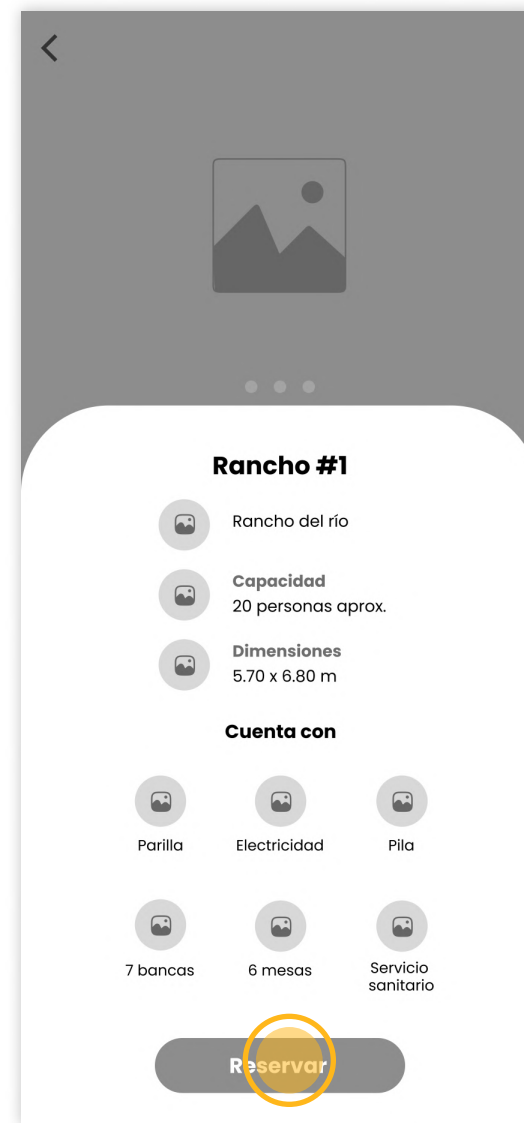 Rancho #1
Rancho del río
Capacidad
20 personas aprox.
Dimensiones
5.70 x 6.80 m
Cuenta con
Parilla
Electricidad
Pila
7 bancas
6 mesas
Servicio
sanitario
Reservar